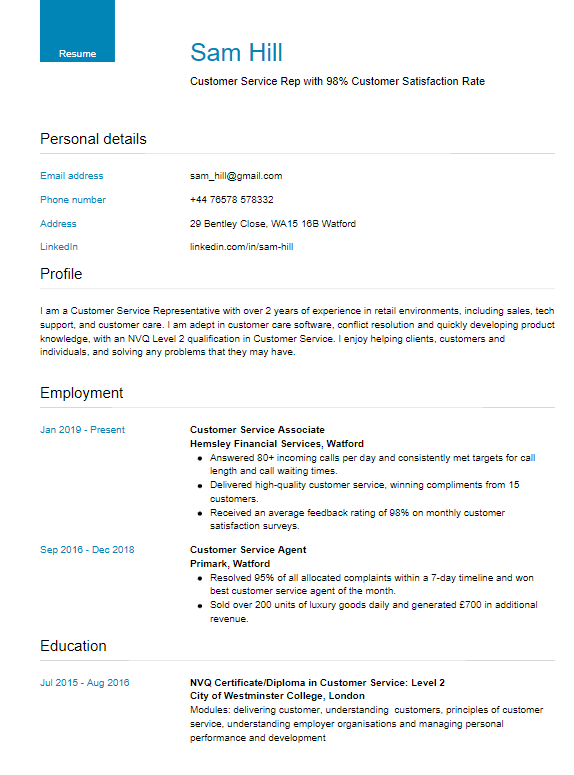 Resume
Sam Hill
Customer Service Rep with 98% Customer Satisfaction Rate
Personal details
Email address sam_hill@gmail.com
Phone number +44 76578 578332
Address 29 Bentley Close, WA15 16B Watford
LinkedIn linkedin.com/in/sam-hill
Profile
I am a Customer Service Representative with over 2 years of experience in retail environments, including sales, tech
support, and customer care. I am adept in customer care software, conflict resolution and quickly developing product
knowledge, with an NVQ Level 2 qualification in Customer Service. I enjoy helping clients, customers and
individuals, and solving any problems that they may have.
Employment
Jan 2019 - Present Customer Service Associate
Hemsley Financial Services, Watford
• Answered 80+ incoming calls per day and consistently met targets for call
length and call waiting times.
• Delivered high-quality customer service, winning compliments from 15
customers.
• Received an average feedback rating of 98% on monthly customer
satisfaction surveys.
Sep 2016 - Dec 2018 Customer Service Agent
Primark, Watford
• Resolved 95% of all allocated complaints within a 7-day timeline and won
best customer service agent of the month.
• Sold over 200 units of luxury goods daily and generated £700 in additional
revenue.
Education
Jul 2015 - Aug 2016 NVQ Certificate/Diploma in Customer Service: Level 2
City of Westminster College, London
Modules: delivering customer, understanding customers, principles of customer
service, understanding employer organisations and managing personal
performance and development